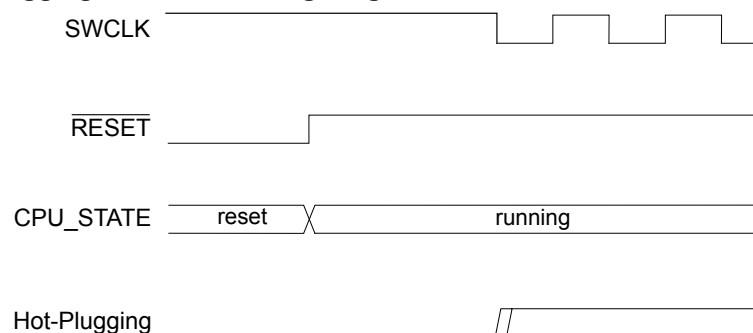 SWCLK
RESET
CPU_STATE
reset
running
Hot-Plugging